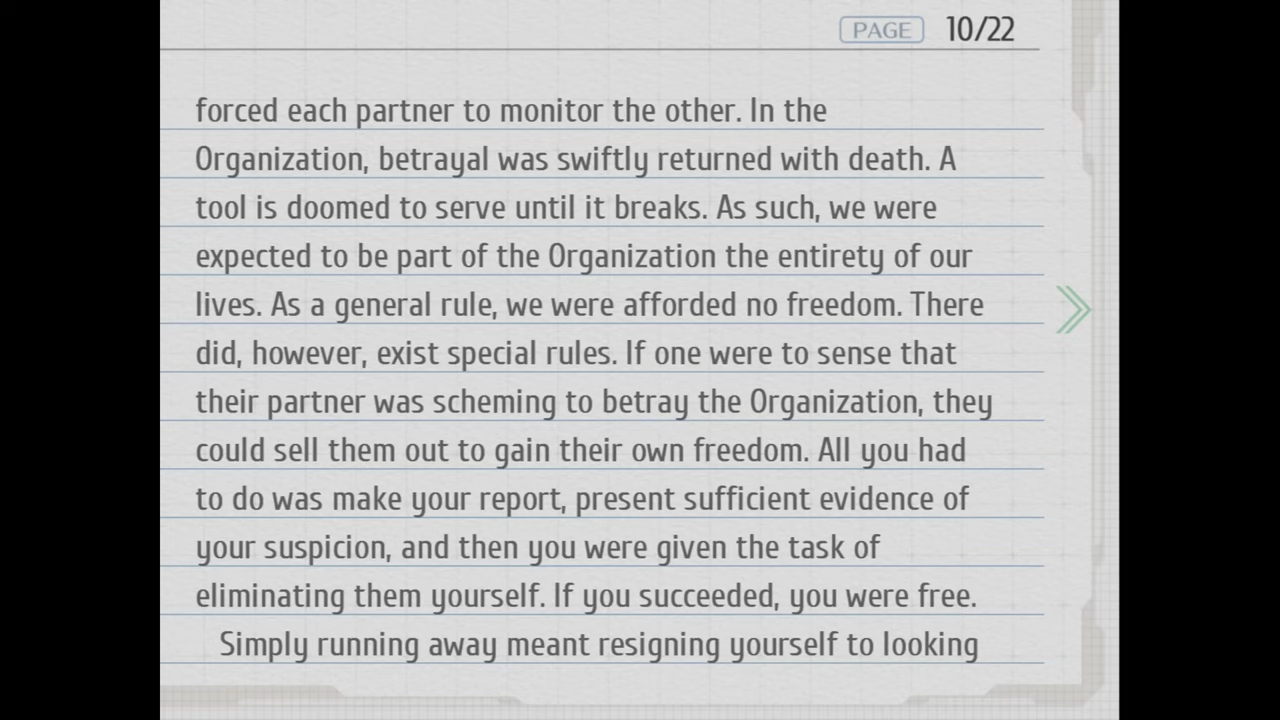 PAGE 10/22
forced each partner to monitor the other. In the
Organization, betrayal was swiftly returned with death. A
tool is doomed to serve until it breaks. As such, we were
expected to be part of the Organization the entirety of our
lives. As a general rule, we were afforded no freedom. There
did, however, exist special rules. If one were to sense that
their partner was scheming to betray the Organization, they
could sell them out to gain their own freedom. All you had
to do was make your report, present sufficient evidence of
your suspicion, and then you were given the task of
eliminating them yourself. If you succeeded, you were free.
Simply running away meant resigning yourself to looking